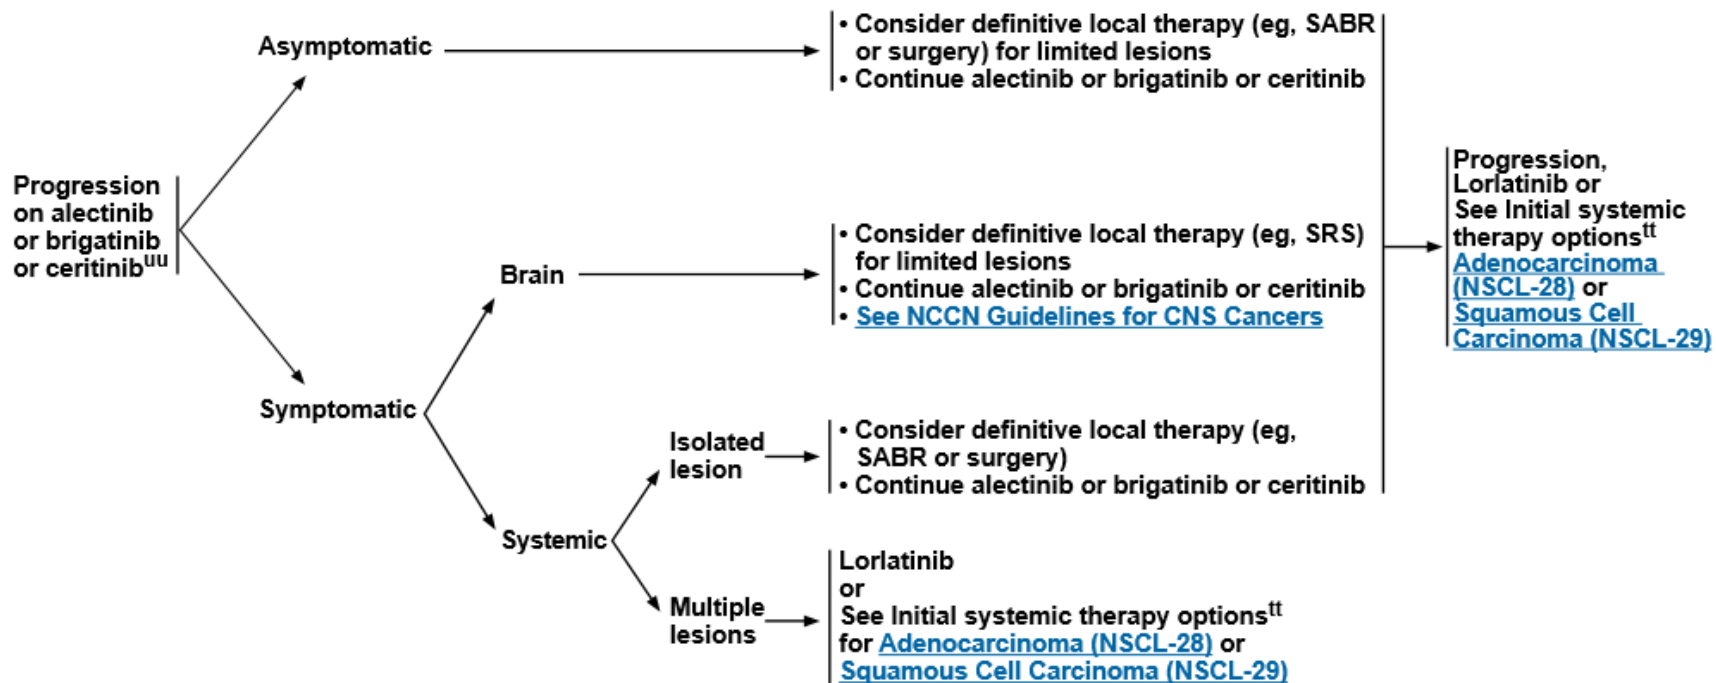 Progression
on alectinib
or brigatinib
or ceritinibuu
Asymptomatic
• Consider definitive local therapy (eg, SABR
or surgery) for limited lesions
• Continue alectinib or brigatinib or ceritinib
Symptomatic
Brain
• Consider definitive local therapy (eg, SRS)
for limited lesions
• Continue alectinib or brigatinib or ceritinib
• See NCCN Guidelines for CNS Cancers
Systemic
Isolated
lesion
• Consider definitive local therapy (eg,
SABR or surgery)
• Continue alectinib or brigatinib or ceritinib
Multiple
lesions
Lorlatinib
or
See Initial systemic therapy optionstt
for Adenocarcinoma (NSCL-28) or
Squamous Cell Carcinoma (NSCL-29)
Progression,
Lorlatinib or
See Initial systemic
therapy optionstt
Adenocarcinoma
(NSCL-28) or
Squamous Cell
Carcinoma (NSCL-29)